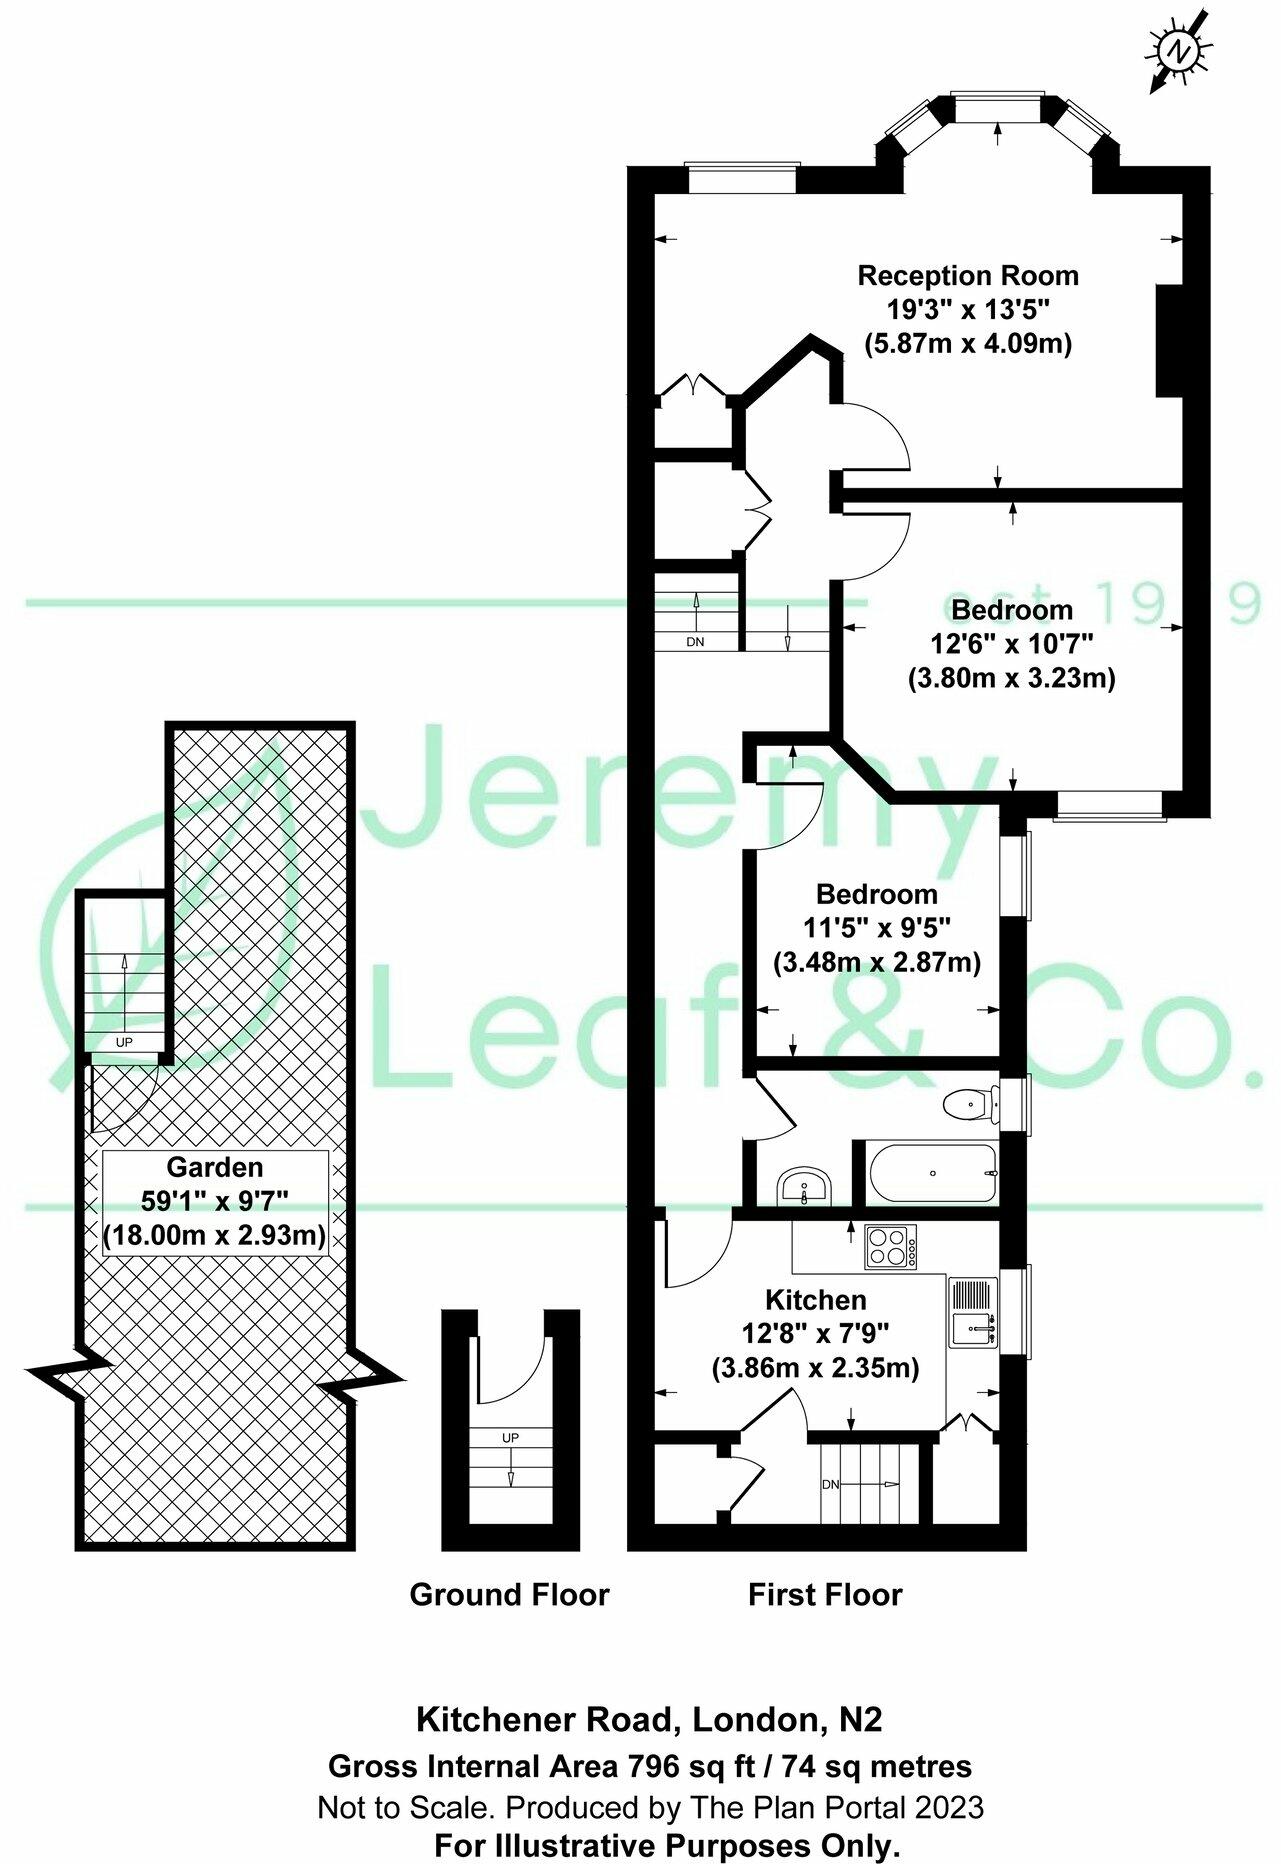 N
Reception Room
19'3" x 13'5"
(5.87m x 4.09m)
DN
est 19 9
Bedroom
12'6" x 10'7"
(3.80m x 3.23m)
Jeremy
Leaf & Co.
Bedroom
11'5" x 9'5"
(3.48m x 2.87m)
UP
Garden
59'1" x 9'7"
(18.00m x 2.93m)
Kitchen
12'8" x 7'9"
(3.86m x 2.35m)
UP
DN
Ground Floor
First Floor
Kitchener Road, London, N2
Gross Internal Area 796 sq ft / 74 sq metres
Not to Scale. Produced by The Plan Portal 2023
For Illustrative Purposes Only.